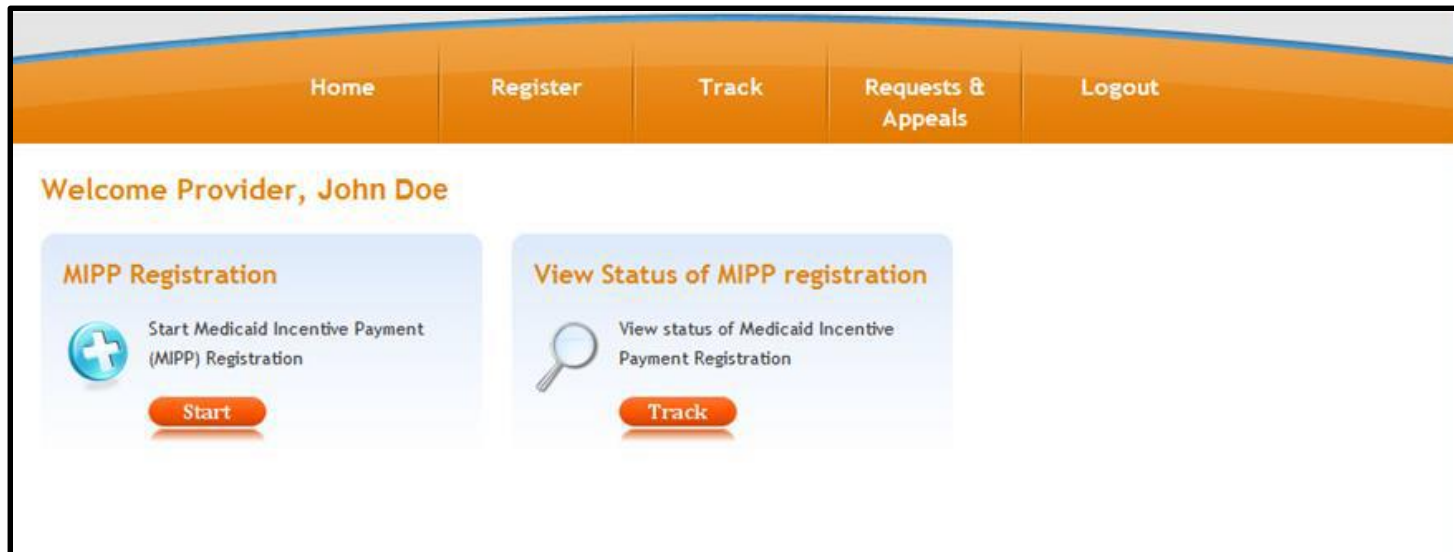 Home
Register
Track
Requests &
Appeals
Logout
Welcome Provider, John Doe
MIPP Registration
Start Medicaid Incentive Payment
(MIPP) Registration
Start
View Status of MIPP registration
View status of Medicaid Incentive
Payment Registration
Track